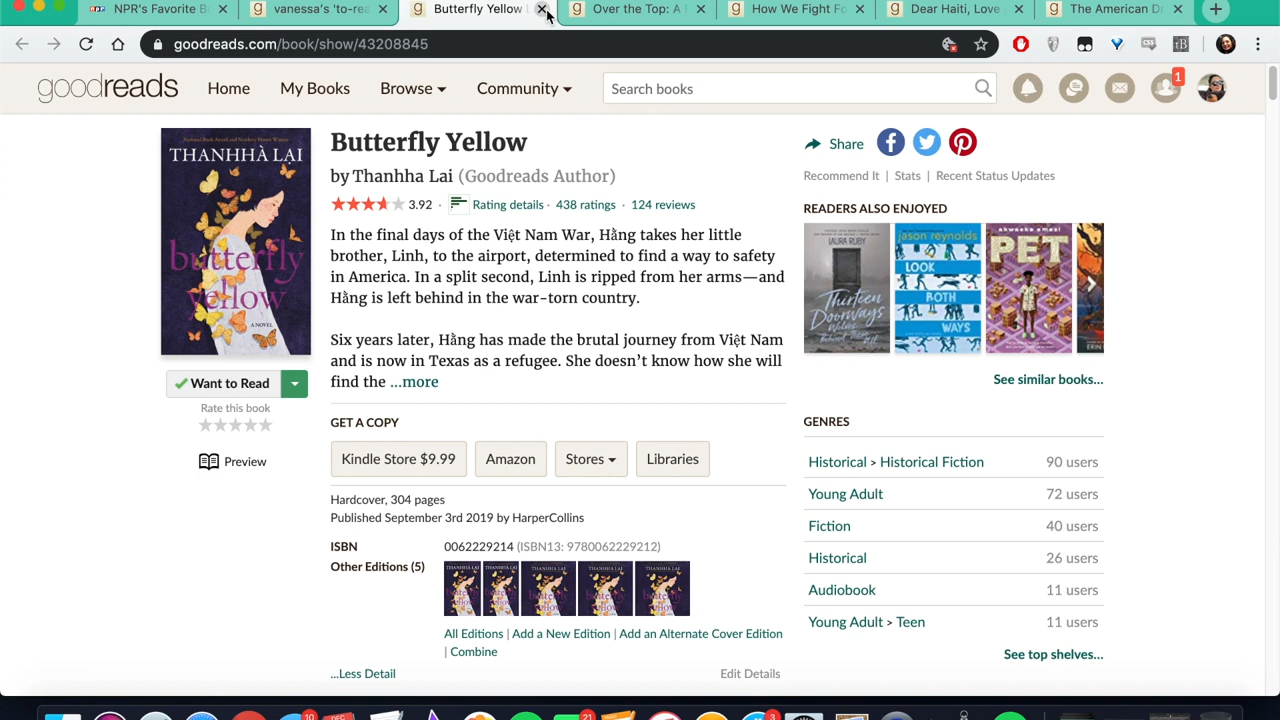 NPR's Favorite B
vanessa's 'to-rea
Butterfly Yellow
Over the Top: A
How We Fight Fo
Dear Haiti, Love
The American D
goodreads.com/book/show/43208845
goodreads
Home
My Books
Browse
Community
Search books
1
Butterfly Yellow
by Thanhha Lai (Goodreads Author)
3.92 · Rating details · 438 ratings · 124 reviews
In the final days of the Việt Nam War, Hằng takes her little
brother, Linh, to the airport, determined to find a way to safety
in America. In a split second, Linh is ripped from her arms—and
Hằng is left behind in the war-torn country.
Six years later, Hằng has made the brutal journey from Việt Nam
and is now in Texas as a refugee. She doesn't know how she will
find the ...more
THANHHÀ LẠI
butterfly
yellow
A NOVEL
Want to Read
Rate this book
Preview
GET A COPY
Kindle Store $9.99
Amazon
Stores
Libraries
Hardcover, 304 pages
Published September 3rd 2019 by HarperCollins
ISBN 0062229214 (ISBN13: 9780062229212)
Other Editions (5)
All Editions | Add a New Edition | Add an Alternate Cover Edition
| Combine
...Less Detail
Edit Details
Share
Recommend It | Stats | Recent Status Updates
READERS ALSO ENJOYED
LAURA RUBY
Thirteen
Doorways
jason reynolds
LOOK
BOTH
WAYS
akwaeke emezi
PET
See similar books…
GENRES
Historical > Historical Fiction 90 users
Young Adult 72 users
Fiction 40 users
Historical 26 users
Audiobook 11 users
Young Adult > Teen 11 users
See top shelves…
10
DEC
21
3